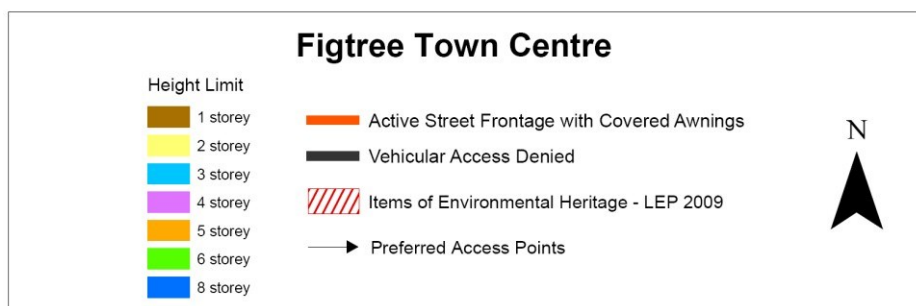 Figtree Town Centre
Height Limit
1 storey
2 storey
3 storey
4 storey
5 storey
6 storey
8 storey
Active Street Frontage with Covered Awnings
Vehicular Access Denied
Items of Environmental Heritage - LEP 2009
Preferred Access Points
N